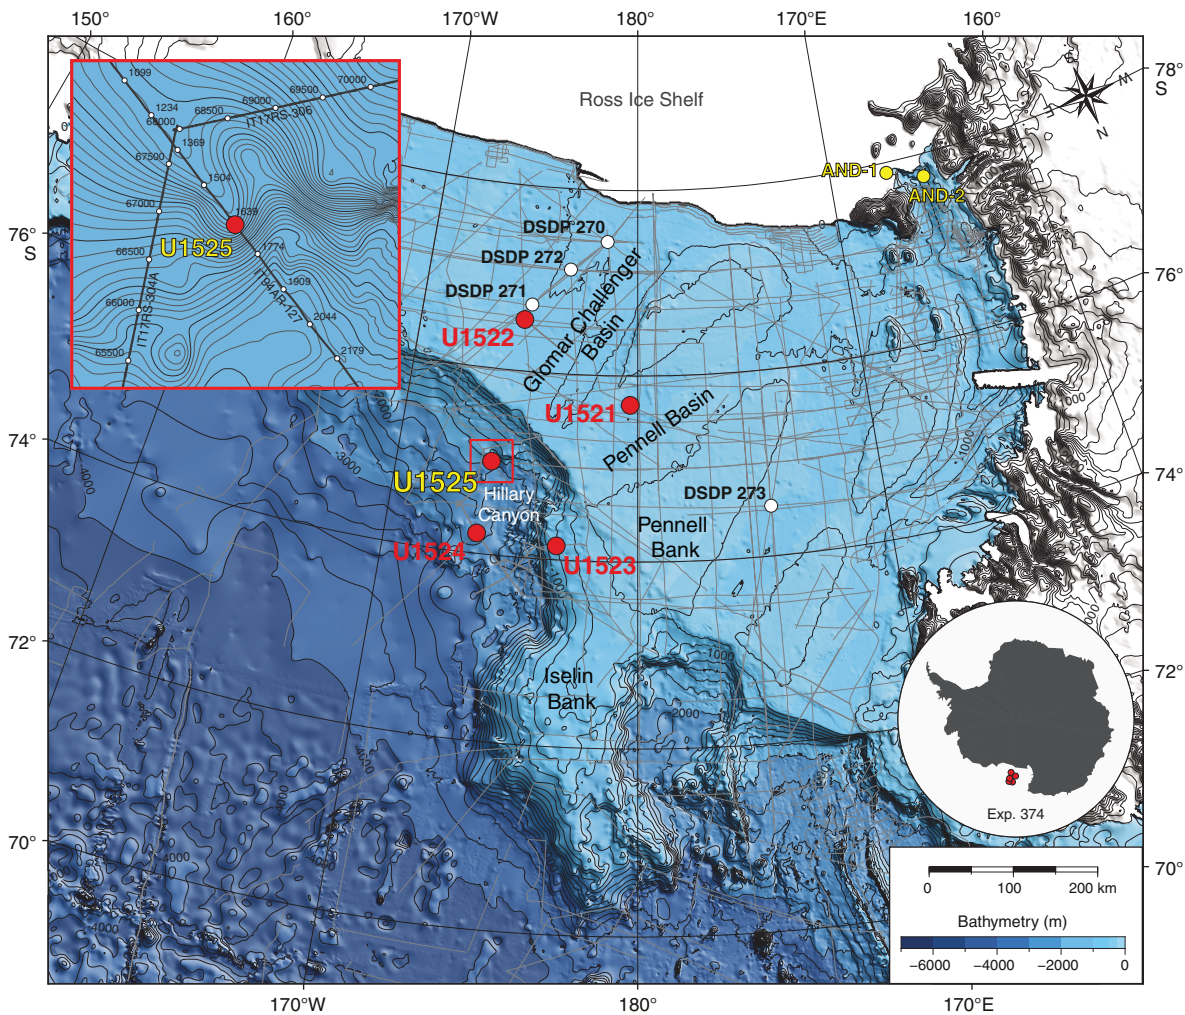 150°
160°
170°W
180°
170°E
160°
78°
S
76°
S
74°
72°
70°
76°
S
74°
72°
70°
170°W
180°
170°E
Ross Ice Shelf
S
W
E
N
AND-1
AND-2
1099
1234
68000
68500
69000
69500
70000
IT17RS-306
1369
67500
1504
67000
1639
U1525
66500
1774
1909
IT94AR-127
IT17RS-304A
66000
2044
65500
2179
DSDP 270
DSDP 272
DSDP 271
U1522
Glomar Challenger
Basin
U1521
Pennell Basin
U1525
Hillary
Canyon
DSDP 273
Pennell
Bank
U1524
U1523
Iselin
Bank
-3000
-4000
-1000
-1000
-2000
-4000
-4000
Exp. 374
0
100
200 km
Bathymetry (m)
−6000
−4000
−2000
0